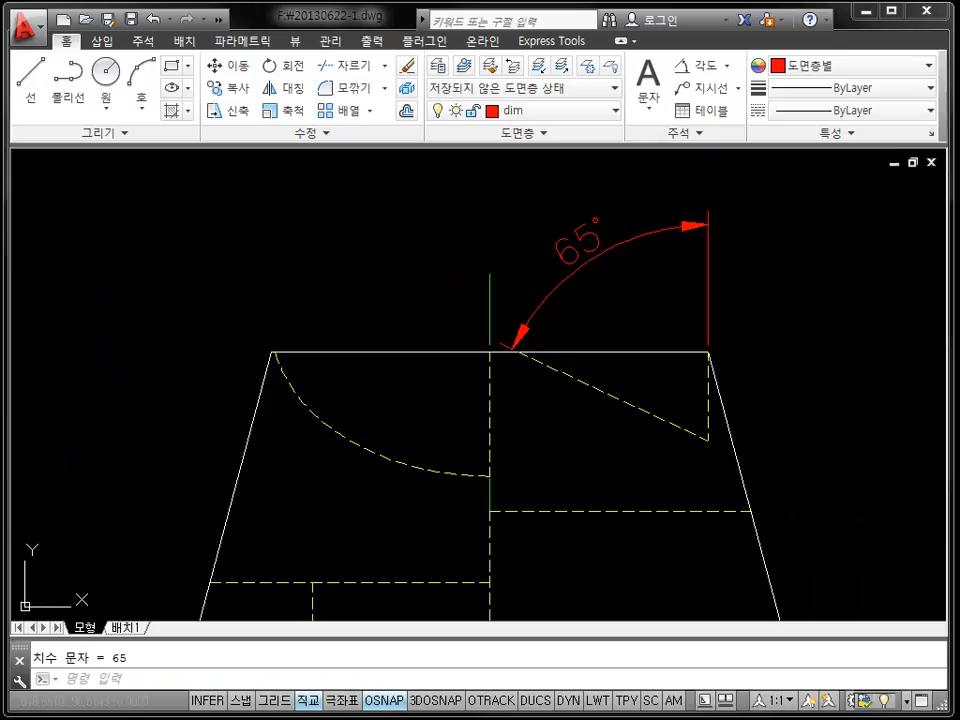 F:#20130622-1.dwg
키워드 또는 구절 입력
로그인
홈 삽입 주석 배치 파라메트릭 뷰 관리 출력 플러그인 온라인 Express Tools
선 폴리선 원 호
이동 회전 자르기
복사 대칭 모깎기
신축 축척 배열
저장되지 않은 도면층 상태
dim
문자 각도
지시선
테이블
도면층별
ByLayer
ByLayer
그리기 수정 도면층 주석 특성
65°
Y
X
모형 배치1
치수 문자 = 65
명령 입력
INFER 스냅 그리드 직교 극좌표 OSNAP 3DOSNAP OTRACK DUCS DYN LWT TPY SC AM 1:1